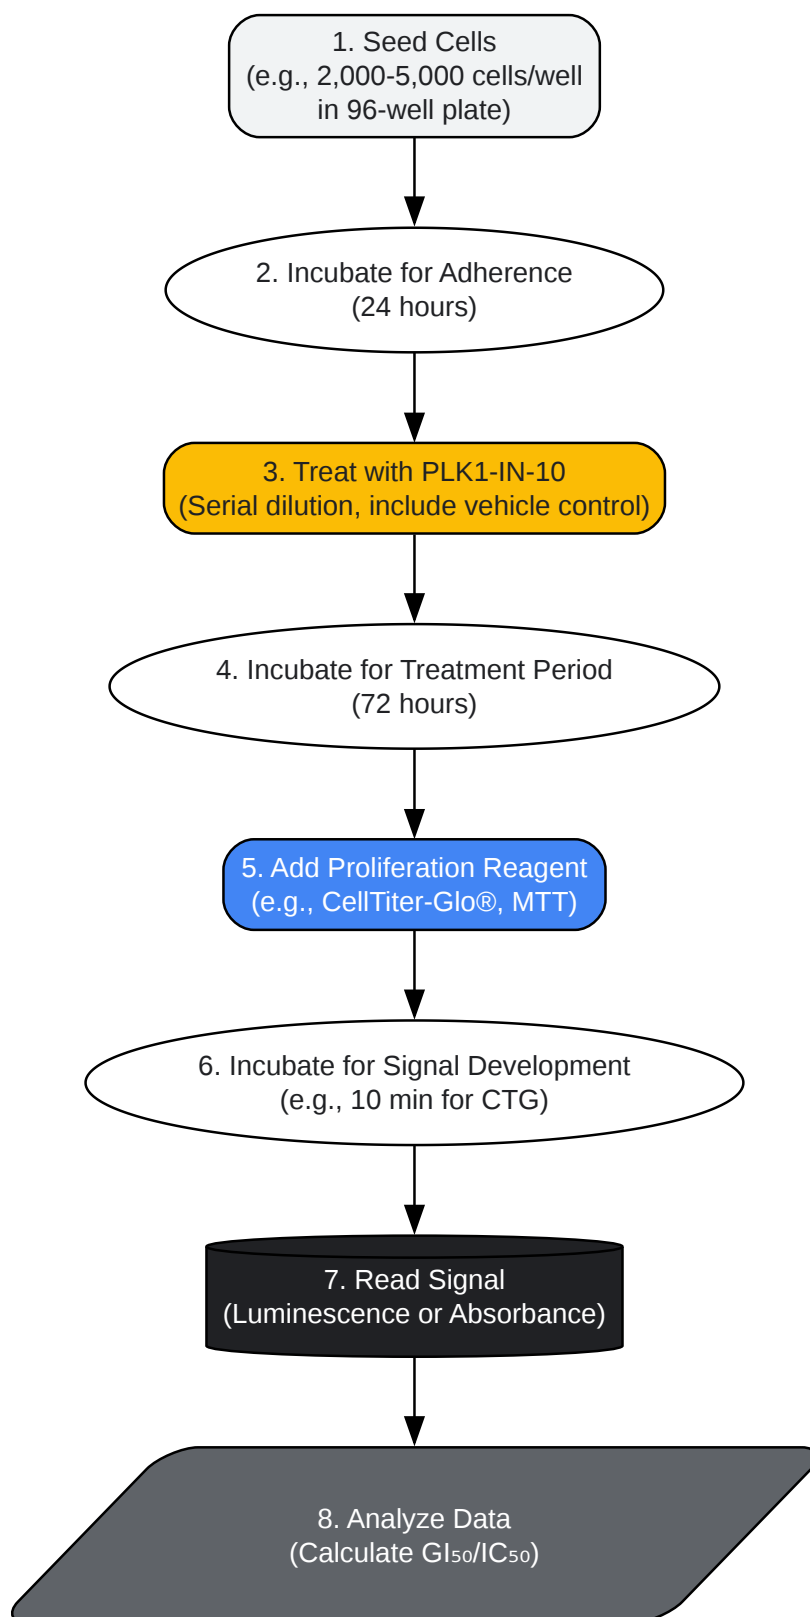 1. Seed Cells
(e.g., 2,000-5,000 cells/well
in 96-well plate)
2. Incubate for Adherence
(24 hours)
3. Treat with PLK1-IN-10
(Serial dilution, include vehicle control)
4. Incubate for Treatment Period
(72 hours)
5. Add Proliferation Reagent
(e.g., CellTiter-Glo®, MTT)
6. Incubate for Signal Development
(e.g., 10 min for CTG)
7. Read Signal
(Luminescence or Absorbance)
8. Analyze Data
(Calculate GI₅₀/IC₅₀)